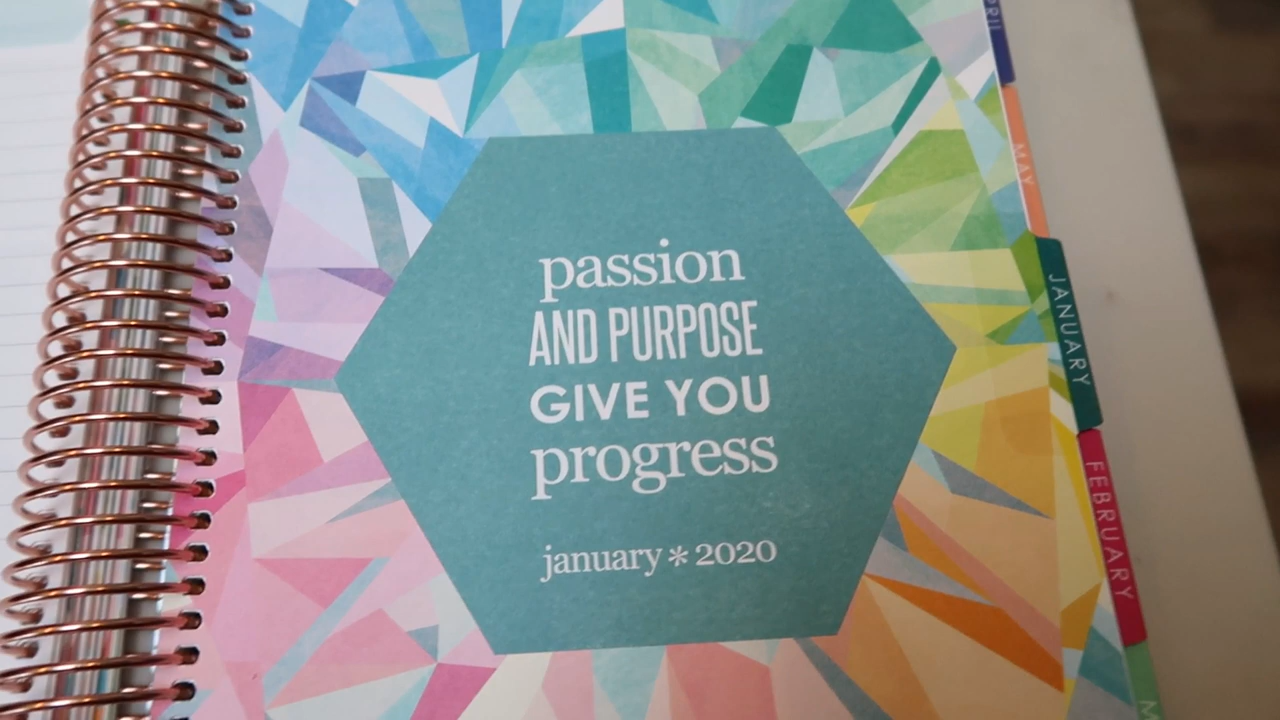 passion
AND PURPOSE
GIVE YOU
progress
january * 2020
MAY
JANUARY
FEBRUARY